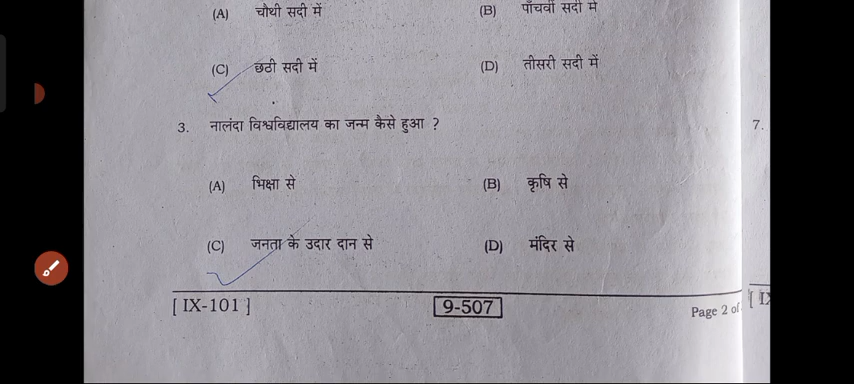 (A) चौथी सदी में (B) पाँचवीं सदी में
(C) छठी सदी में (D) तीसरी सदी में
3. नालंदा विश्वविद्यालय का जन्म कैसे हुआ ? 7.
(A) भिक्षा से (B) कृषि से
(C) जनता के उदार दान से (D) मंदिर से
[ IX-101 ] 9-507 Page 2 of